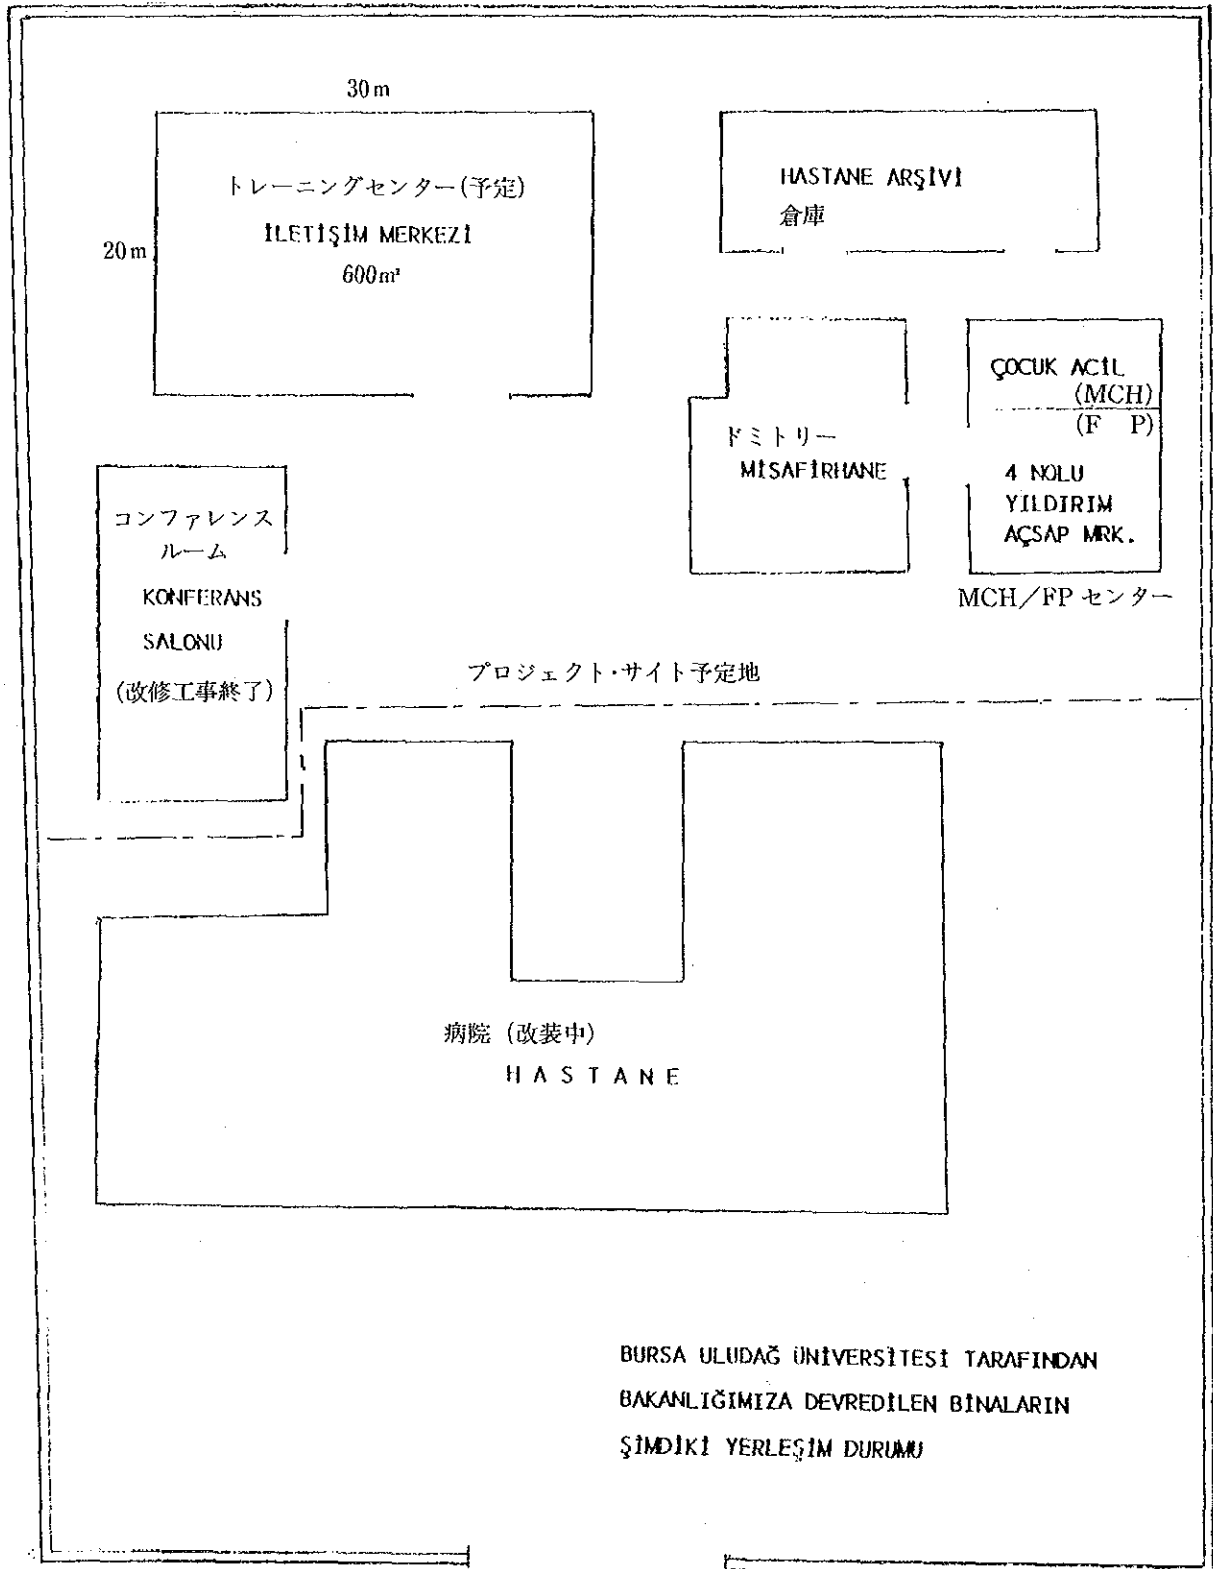 30m
トレーニングセンター(予定)
İLETİŞİM MERKEZİ
20m
600m²
HASTANE ARŞİVİ
倉庫
ドミトリー
MİSAFİRHANE
ÇOCUK ACİL
(MCH)
(F P)
4 NOLU
YILDIRIM
AÇSAP MRK.
MCH/FP センター
コンファレンス
ルーム
KONFERANS
SALONU
(改修工事終了)
プロジェクト・サイト予定地
病院 (改装中)
HASTANE
BURSA ULUDAĞ ÜNİVERSİTESİ TARAFINDAN
BAKANLIĞIMIZA DEVREDİLEN BİNALARIN
ŞİMDİKİ YERLEŞİM DURUMU